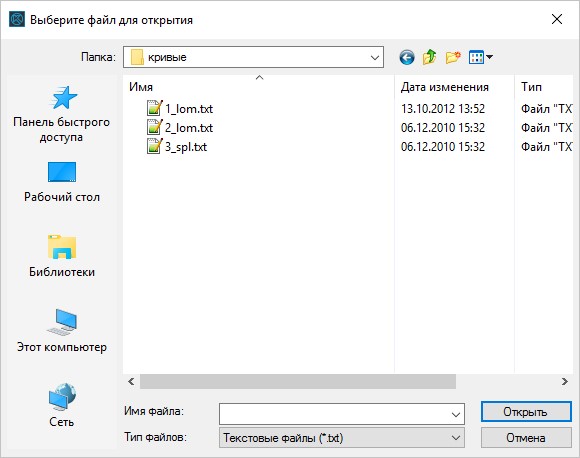 Выберите файл для открытия
Папка: кривые
Имя Дата изменения Тип
1_lom.txt 13.10.2012 13:52 Файл "TX
2_lom.txt 06.12.2010 15:32 Файл "TX
3_spl.txt 06.12.2010 15:32 Файл "TX
Панель быстрого
доступа
Рабочий стол
Библиотеки
Этот компьютер
Сеть
Имя файла: Открыть
Тип файлов: Текстовые файлы (*.txt) Отмена